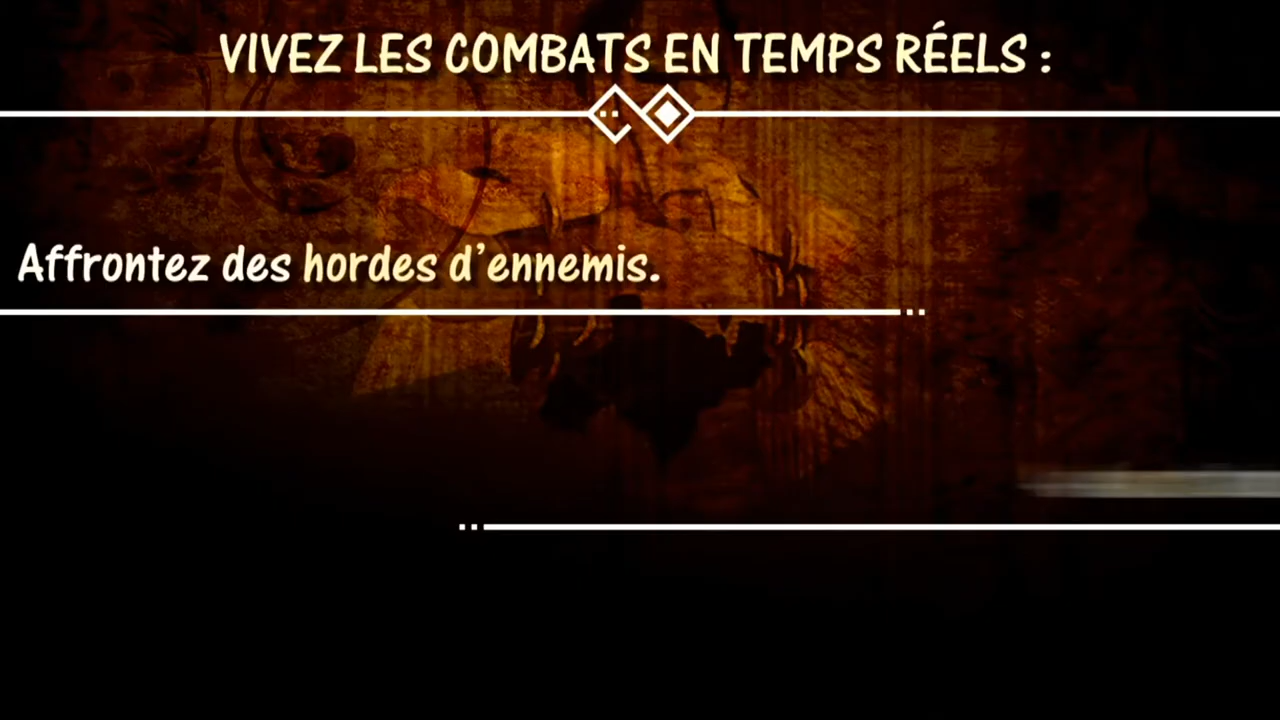 VIVEZ LES COMBATS EN TEMPS RÉELS :
Affrontez des hordes d’ennemis.